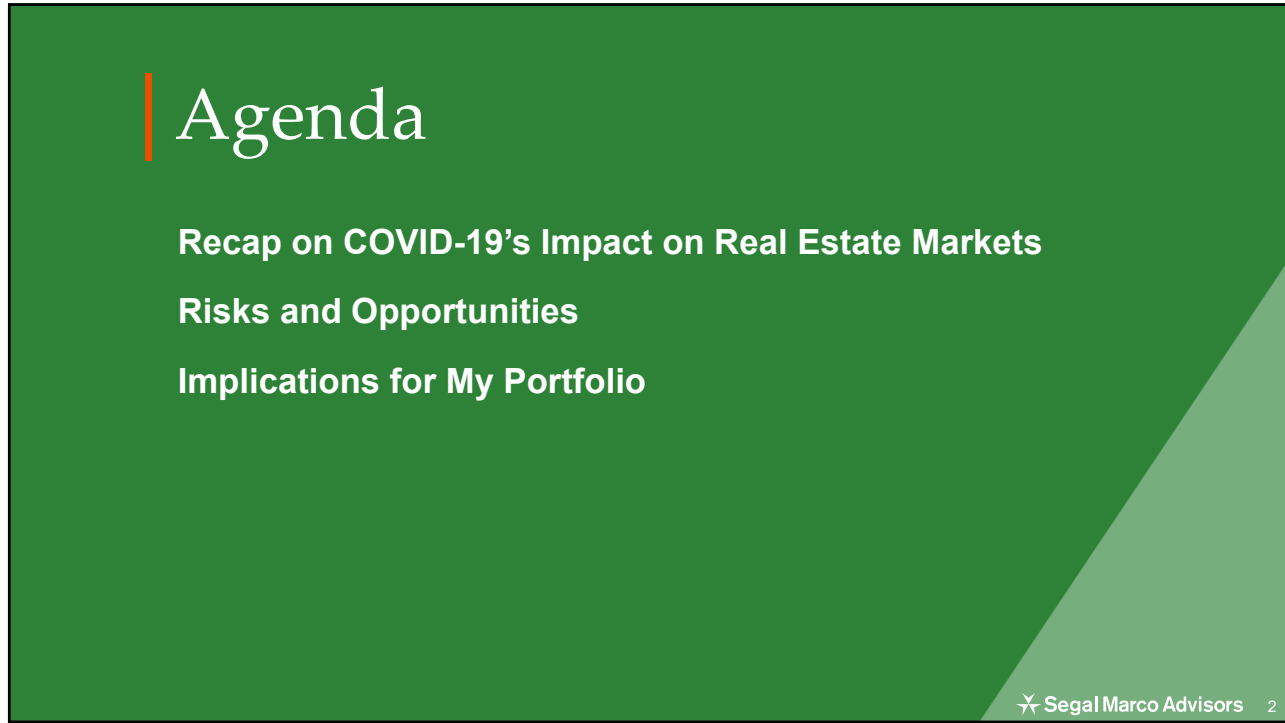 Agenda
Recap on COVID-19’s Impact on Real Estate Markets
Risks and Opportunities
Implications for My Portfolio
Segal Marco Advisors 2